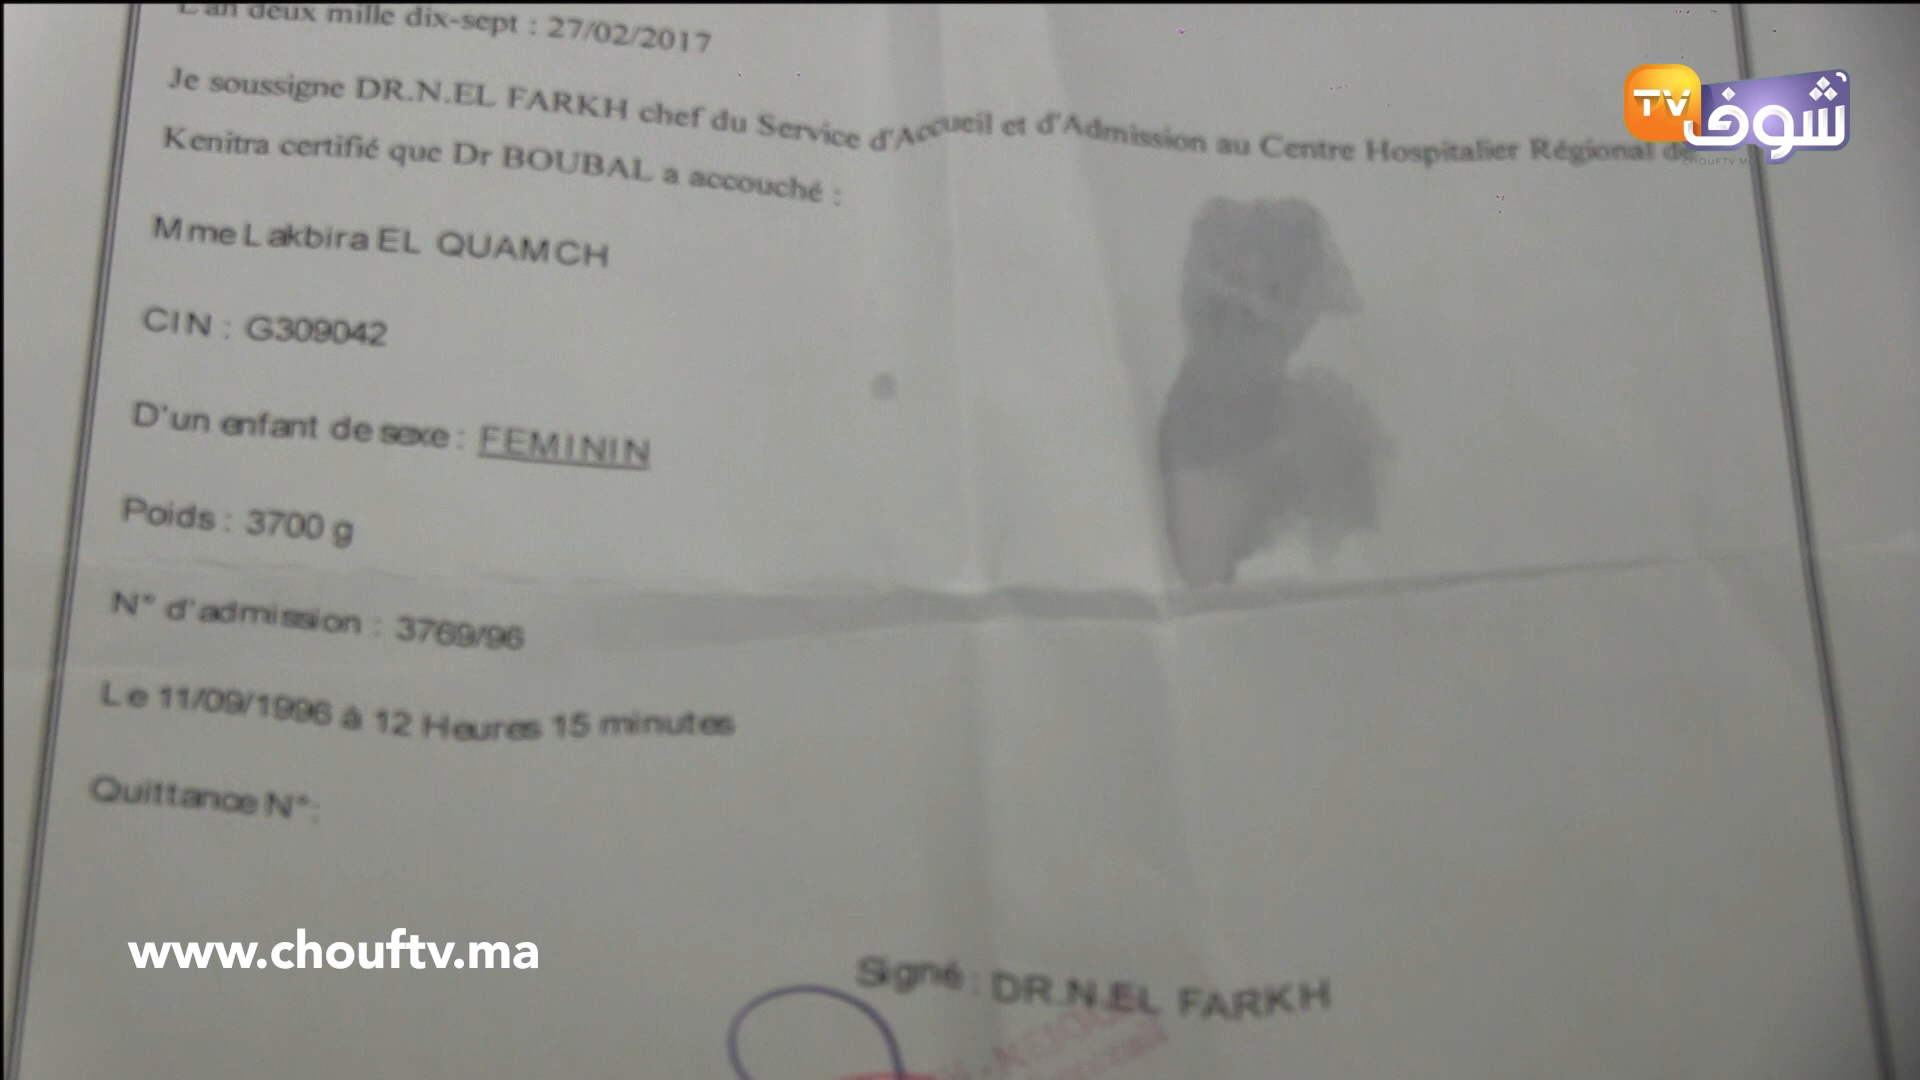 L'an deux mille dix-sept : 27/02/2017
Je soussigne DR.N.EL FARKH chef du Service d'Accueil et d'Admission au Centre Hospitalier Régional de
Kenitra certifié que Dr BOUBAL a accouché :
Mme Lakbira EL QUAMCH
CIN : G309042
D'un enfant de sexe : FEMININ
Poids : 3700 g
N° d'admission : 3769/96
Le 11/09/1996 à 12 Heures 15 minutes
Quittance N°:
Signé : DR.N.EL FARKH
TV شوف
CHOUFTV.M
www.chouftv.ma